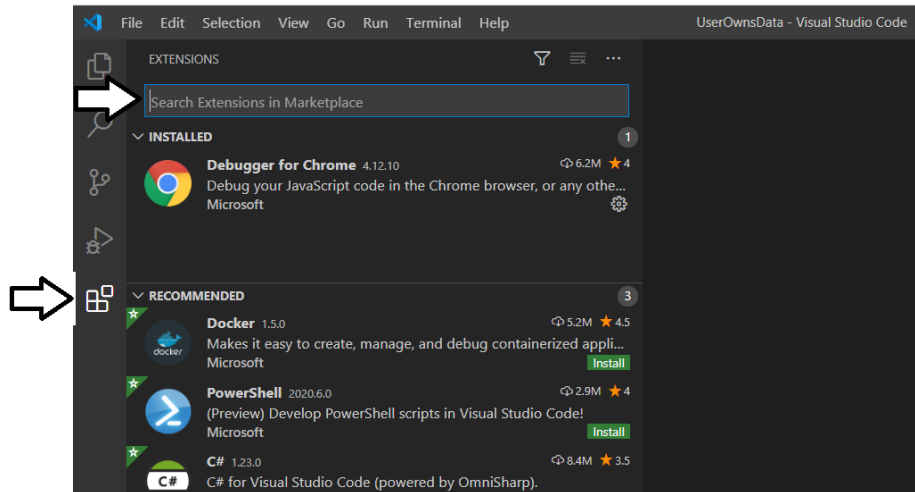 File Edit Selection View Go Run Terminal Help UserOwnsData - Visual Studio Code
EXTENSIONS
Search Extensions in Marketplace
INSTALLED 1
Debugger for Chrome 4.12.10 6.2M 4
Debug your JavaScript code in the Chrome browser, or any othe...
Microsoft
RECOMMENDED 3
Docker 1.5.0 5.2M 4.5
docker
Makes it easy to create, manage, and debug containerized appli...
Microsoft Install
PowerShell 2020.6.0 2.9M 4
(Preview) Develop PowerShell scripts in Visual Studio Code!
Microsoft Install
C# 1.23.0 8.4M 3.5
C# C# for Visual Studio Code (powered by OmniSharp).